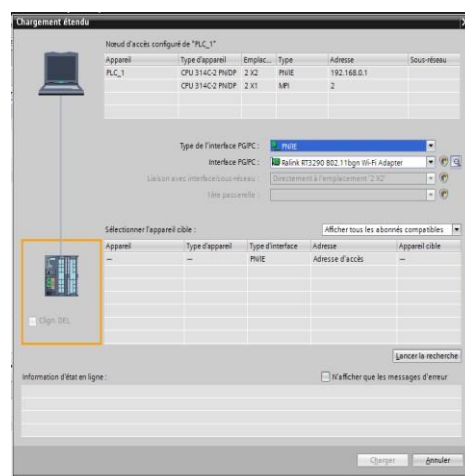 Chargement étendu
Nœud d'accès configuré de "PLC_1"
Appareil Type d'appareil Emplac... Type Adresse Sous-réseau
PLC_1 CPU 314C-2 PN/DP 2 X2 PN/IE 192.168.0.1
CPU 314C-2 PN/DP 2 X1 MPI 2
Type de l'interface PG/PC : PN/IE
Interface PG/PC : Ralink RT3290 802.11bgn Wi-Fi Adapter
Liaison avec interface/sous-réseau : Directement à l'emplacement '2 X2'
1ère passerelle :
Sélectionner l'appareil cible : Afficher tous les abonnés compatibles
Appareil Type d'appareil Type d'interface Adresse Appareil cible
— — PN/IE Adresse d'accès —
Clign. DEL
Lancer la recherche
Information d'état en ligne : N'afficher que les messages d'erreur
Charger Annuler